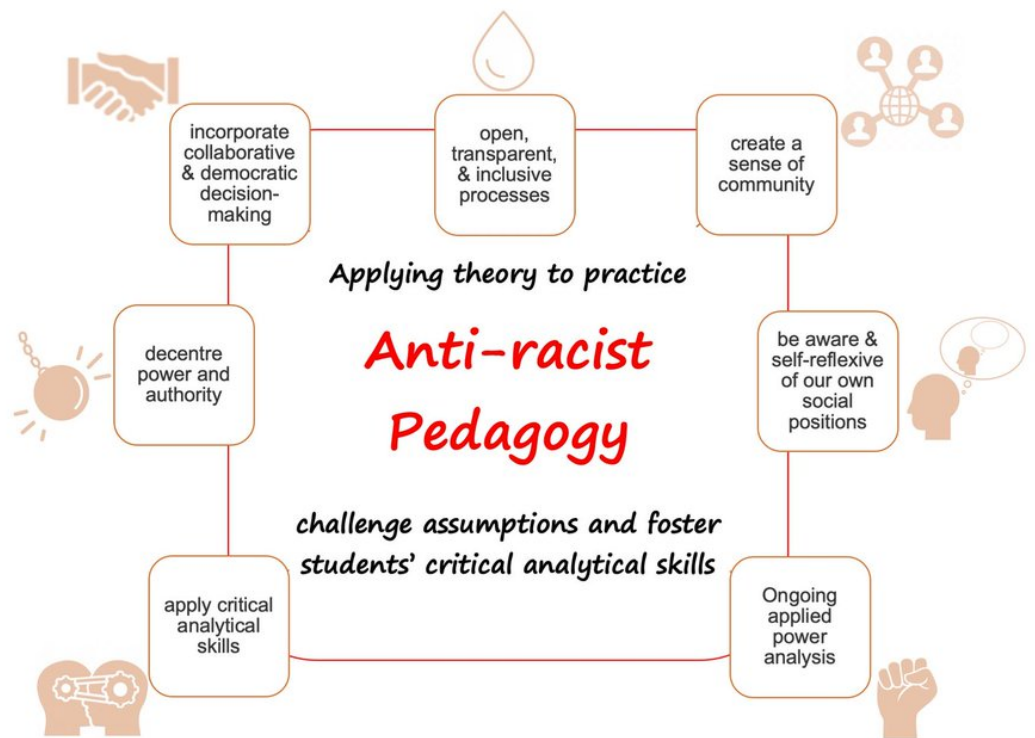 incorporate
collaborative
& democratic
decision-
making
open,
transparent,
& inclusive
processes
create a
sense of
community
Applying theory to practice
Anti-racist
Pedagogy
decentre
power and
authority
be aware &
self-reflexive
of our own
social
positions
challenge assumptions and foster
students' critical analytical skills
apply critical
analytical
skills
Ongoing
applied
power
analysis